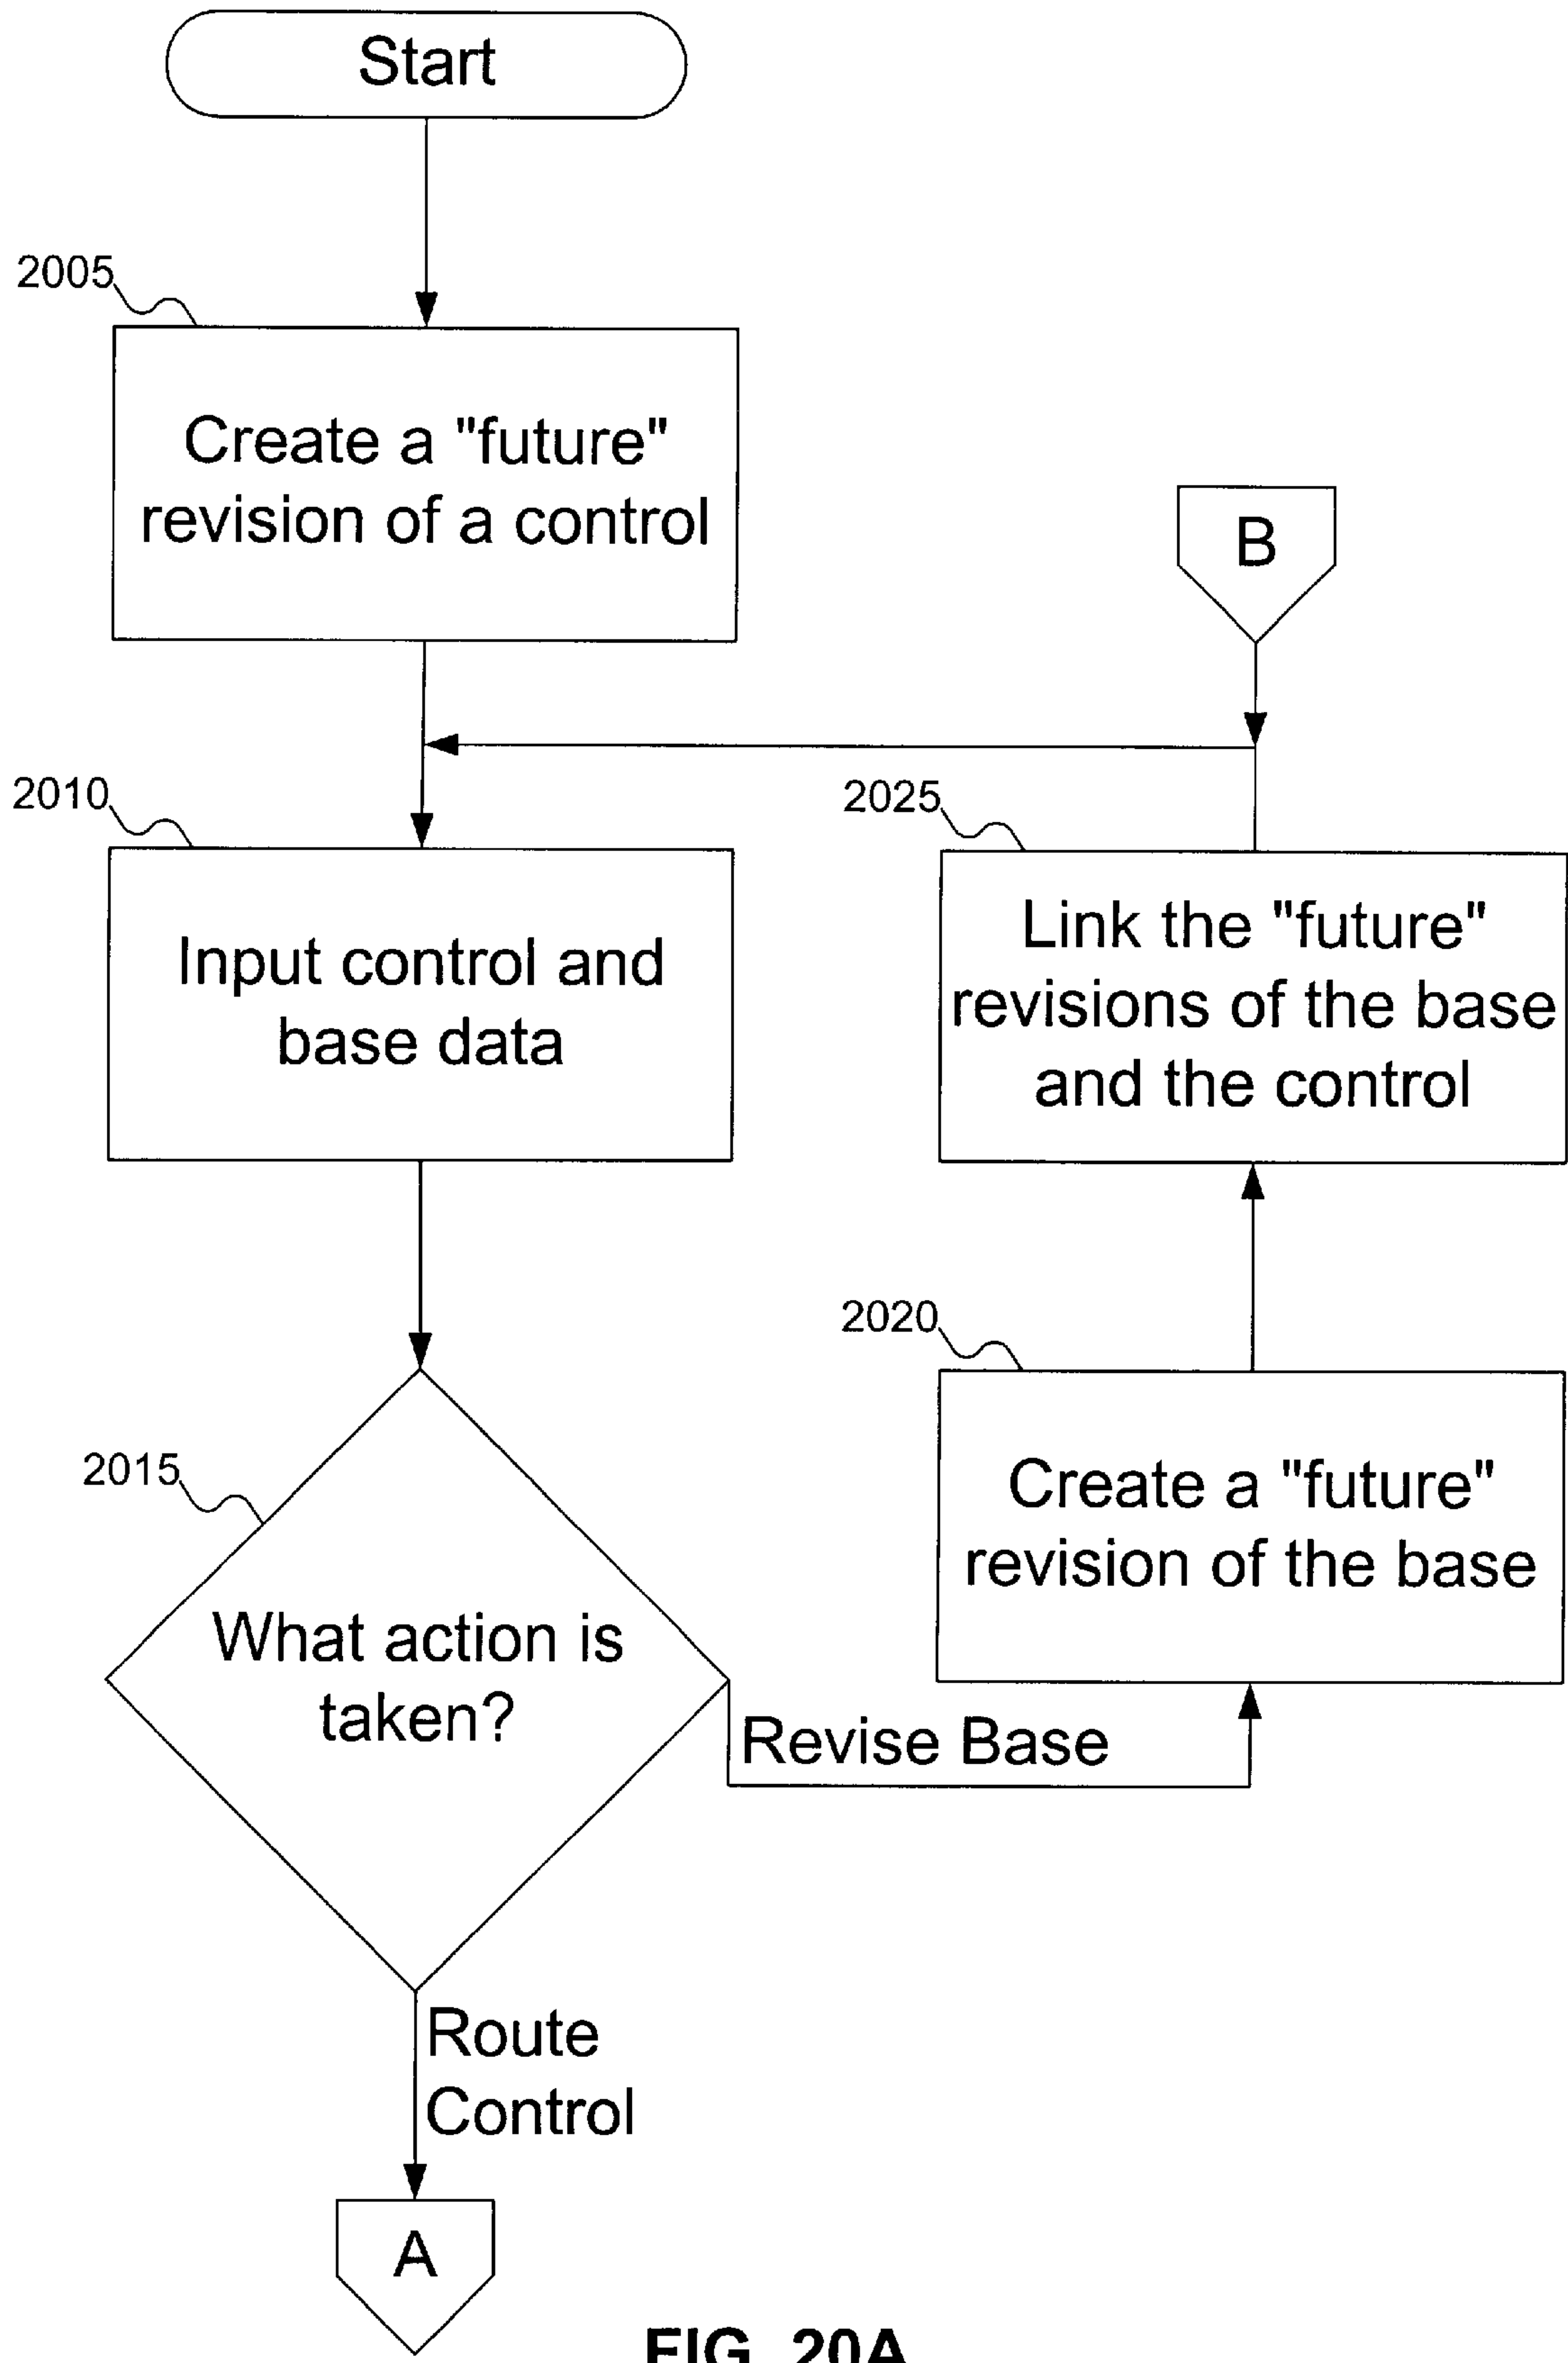 Start
2005
Create a "future"
revision of a control
B
2010
Input control and
base data
2025
Link the "future"
revisions of the base
and the control
2020
Create a "future"
revision of the base
2015
What action is
taken?
Revise Base
Route
Control
A
FIG. 20A